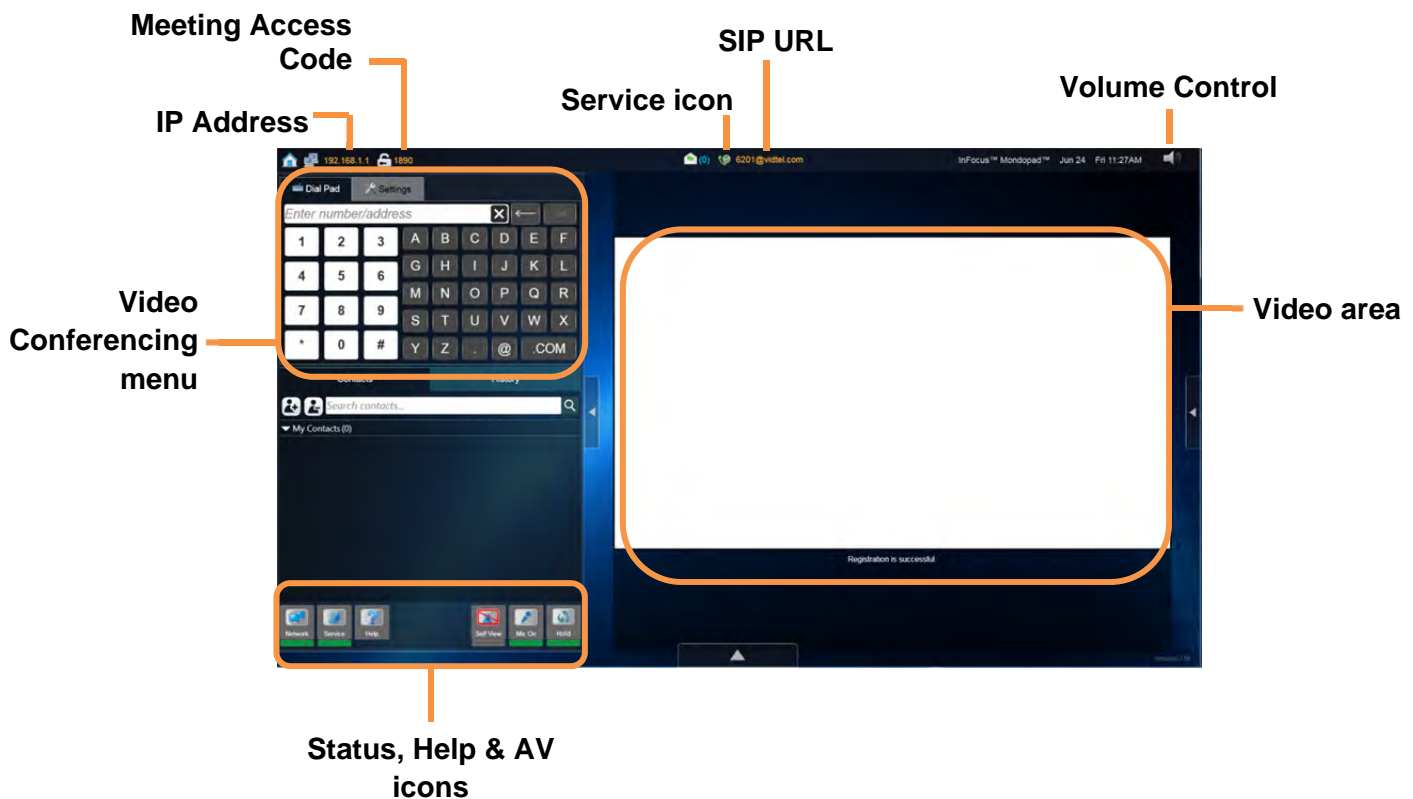 Meeting Access
Code
SIP URL
Volume Control
Service icon
IP Address
192.168.1.1 1890
(0) 6201@vidtel.com
InFocus™ Mondopad™ Jun 24 Fri 11:27AM
Dial Pad Settings
Enter number/address
1 2 3 A B C D E F
4 5 6 G H I J K L
M N O P Q R
7 8 9 S T U V W X
* 0 # Y Z . @ .COM
Video
Conferencing
menu
Video area
Contacts History
Search contacts...
My Contacts (0)
Registration is successful
Network Service Help Self View Mic On Hold
Status, Help & AV
icons